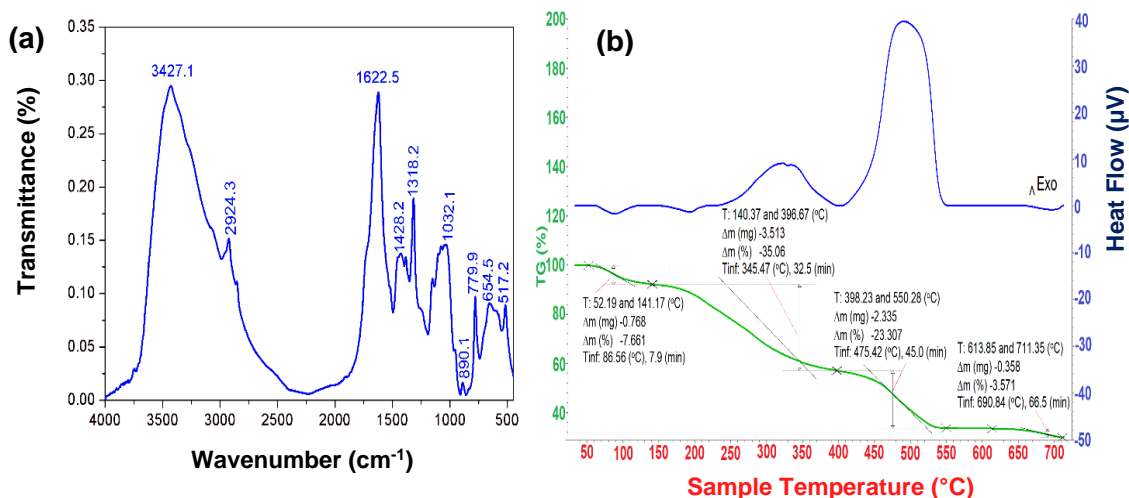 (a)
Transmittance (%)
0.35
0.30
0.25
0.20
0.15
0.10
0.05
0.00
3427.1
2924.3
1622.5
1428.2
1318.2
1032.1
890.1
779.9
654.5
517.2
4000 3500 3000 2500 2000 1500 1000 500
Wavenumber (cm-1)
(b)
TG (%)
200
180
160
140
120
100
80
60
40
Heat Flow (µV)
40
30
20
10
0
-10
-20
-30
-40
-50
^Exo
T: 140.37 and 396.67 (ºC)
Δm (mg) -3.513
Δm (%) -35.06
Tinf: 345.47 (ºC), 32.5 (min)
T: 52.19 and 141.17 (ºC)
Δm (mg) -0.768
Δm (%) -7.661
Tinf: 86.56 (ºC), 7.9 (min)
T: 398.23 and 550.28 (ºC)
Δm (mg) -2.335
Δm (%) -23.307
Tinf: 475.42 (ºC), 45.0 (min)
T: 613.85 and 711.35 (ºC)
Δm (mg) -0.358
Δm (%) -3.571
Tinf: 690.84 (ºC), 66.5 (min)
50 100 150 200 250 300 350 400 450 500 550 600 650 700
Sample Temperature (°C)